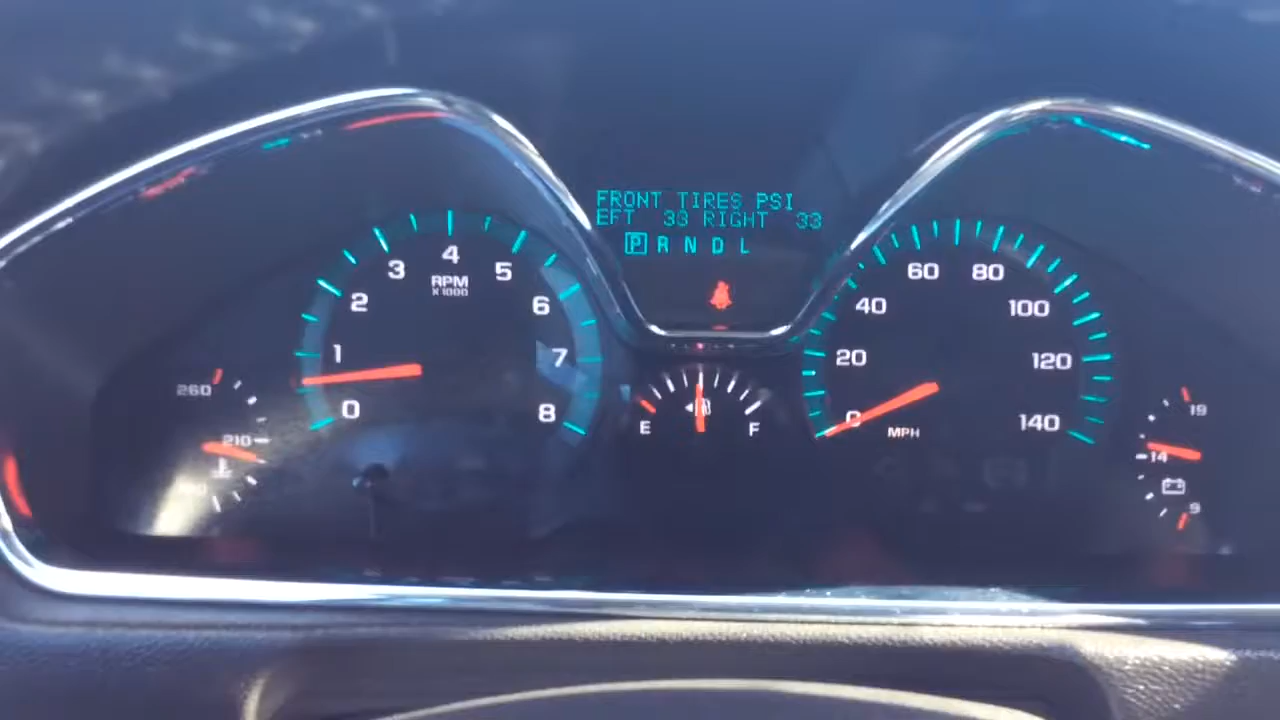 FRONT TIRES PSI
EFT 33 RIGHT 33
P R N D L
0 1 2 3 4 5 6 7 8
RPM
X 1000
260
210
E F
0 20 40 60 80 100 120 140
MPH
19
14
9